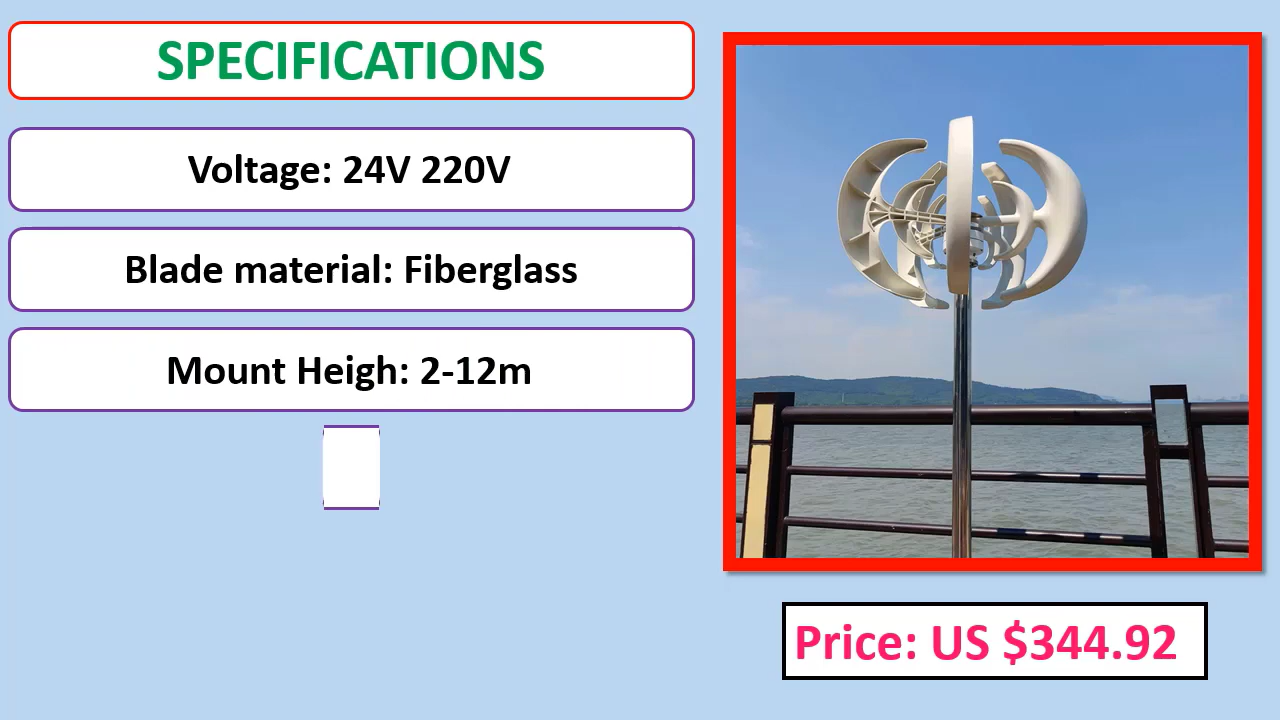 SPECIFICATIONS
Voltage: 24V 220V
Blade material: Fiberglass
Mount Heigh: 2-12m
Price: US $344.92